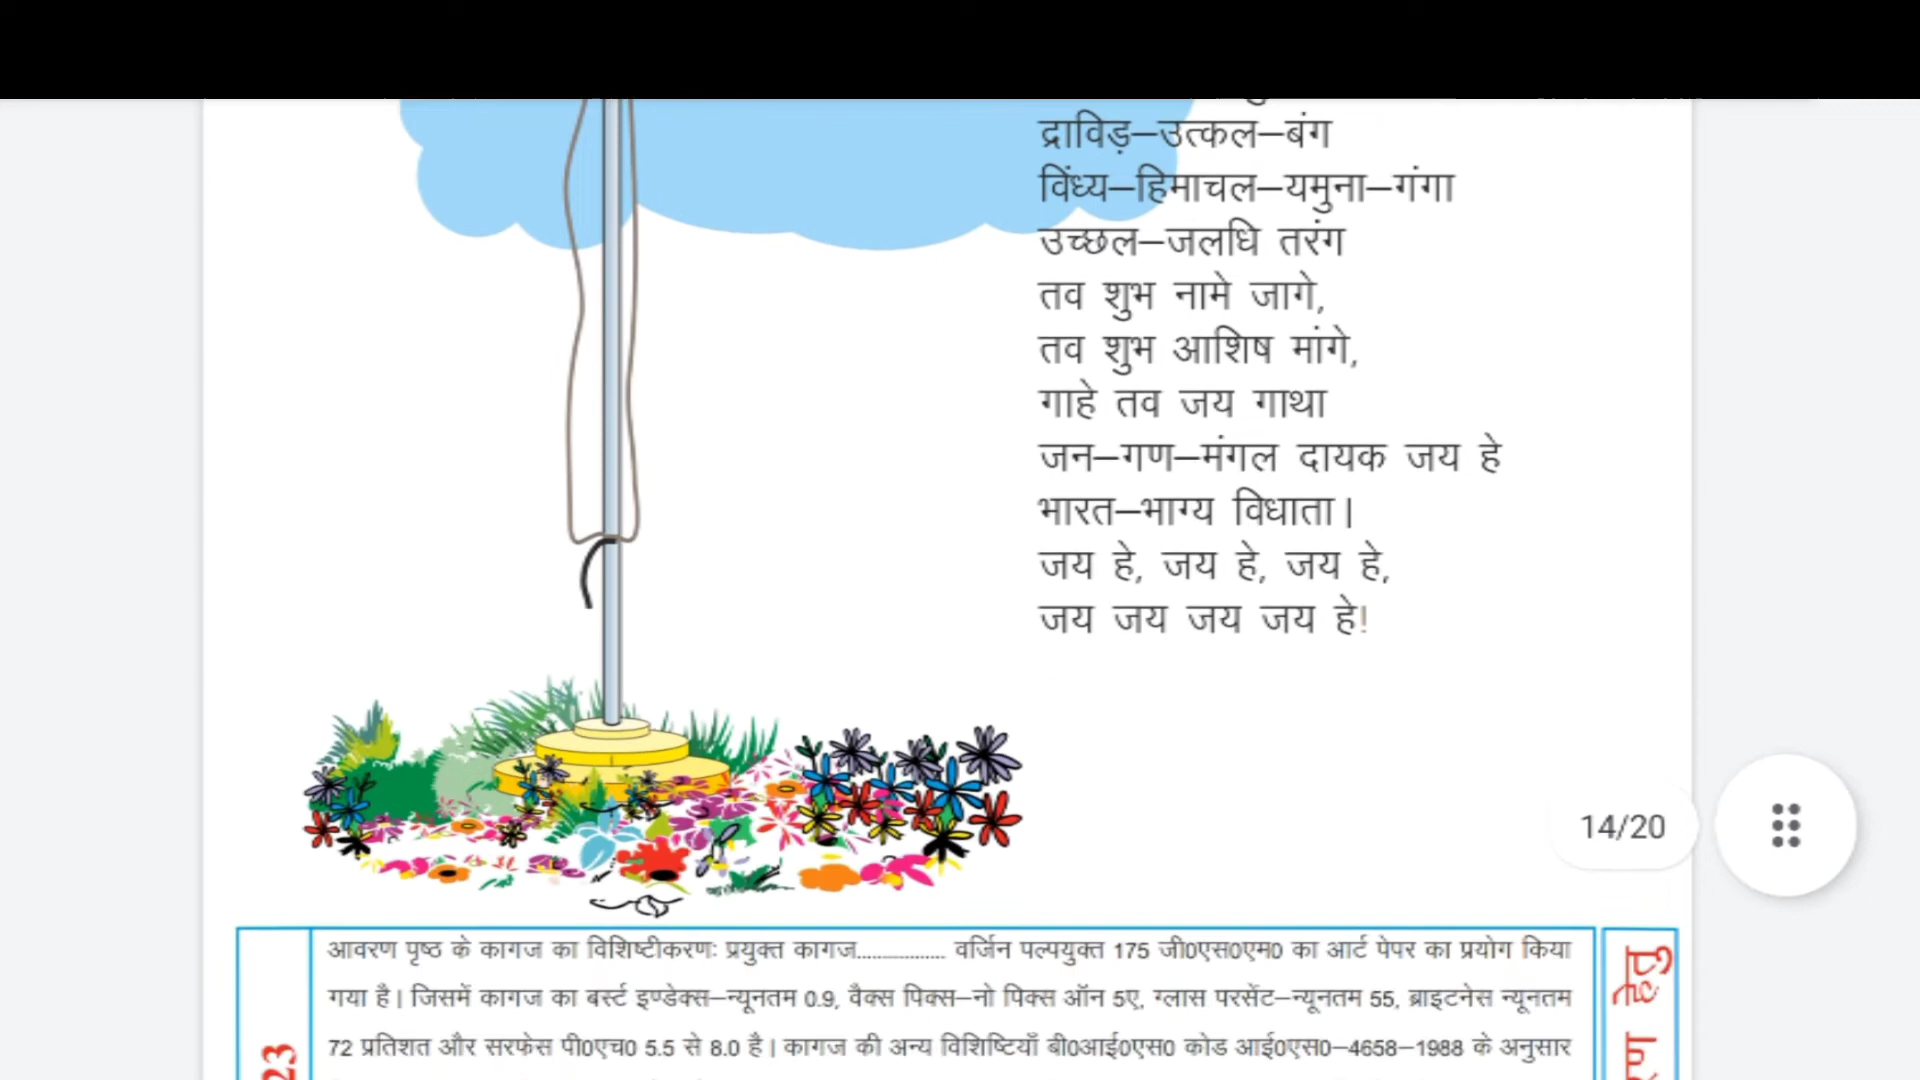 द्राविड़–उत्कल–बंग
विंध्य–हिमाचल–यमुना–गंगा
उच्छल–जलधि तरंग
तव शुभ नामे जागे,
तव शुभ आशिष मांगे,
गाहे तव जय गाथा
जन–गण–मंगल दायक जय हे
भारत–भाग्य विधाता।
जय हे, जय हे, जय हे,
जय जय जय जय हे!
14/20
आवरण पृष्ठ के कागज का विशिष्टीकरणः प्रयुक्त कागज................. वर्जिन पल्पयुक्त 175 जी0एस0एम0 का आर्ट पेपर का प्रयोग किया
गया है। जिसमें कागज का बर्स्ट इण्डेक्स–न्यूनतम 0.9, वैक्स पिक्स–नो पिक्स ऑन 5ए, ग्लास परसेंट–न्यूनतम 55, ब्राइटनेस न्यूनतम
72 प्रतिशत और सरफेस पी0एच0 5.5 से 8.0 है। कागज की अन्य विशिष्टियाँ बी0आई0एस0 कोड आई0एस0–4658–1988 के अनुसार
23
हेतु